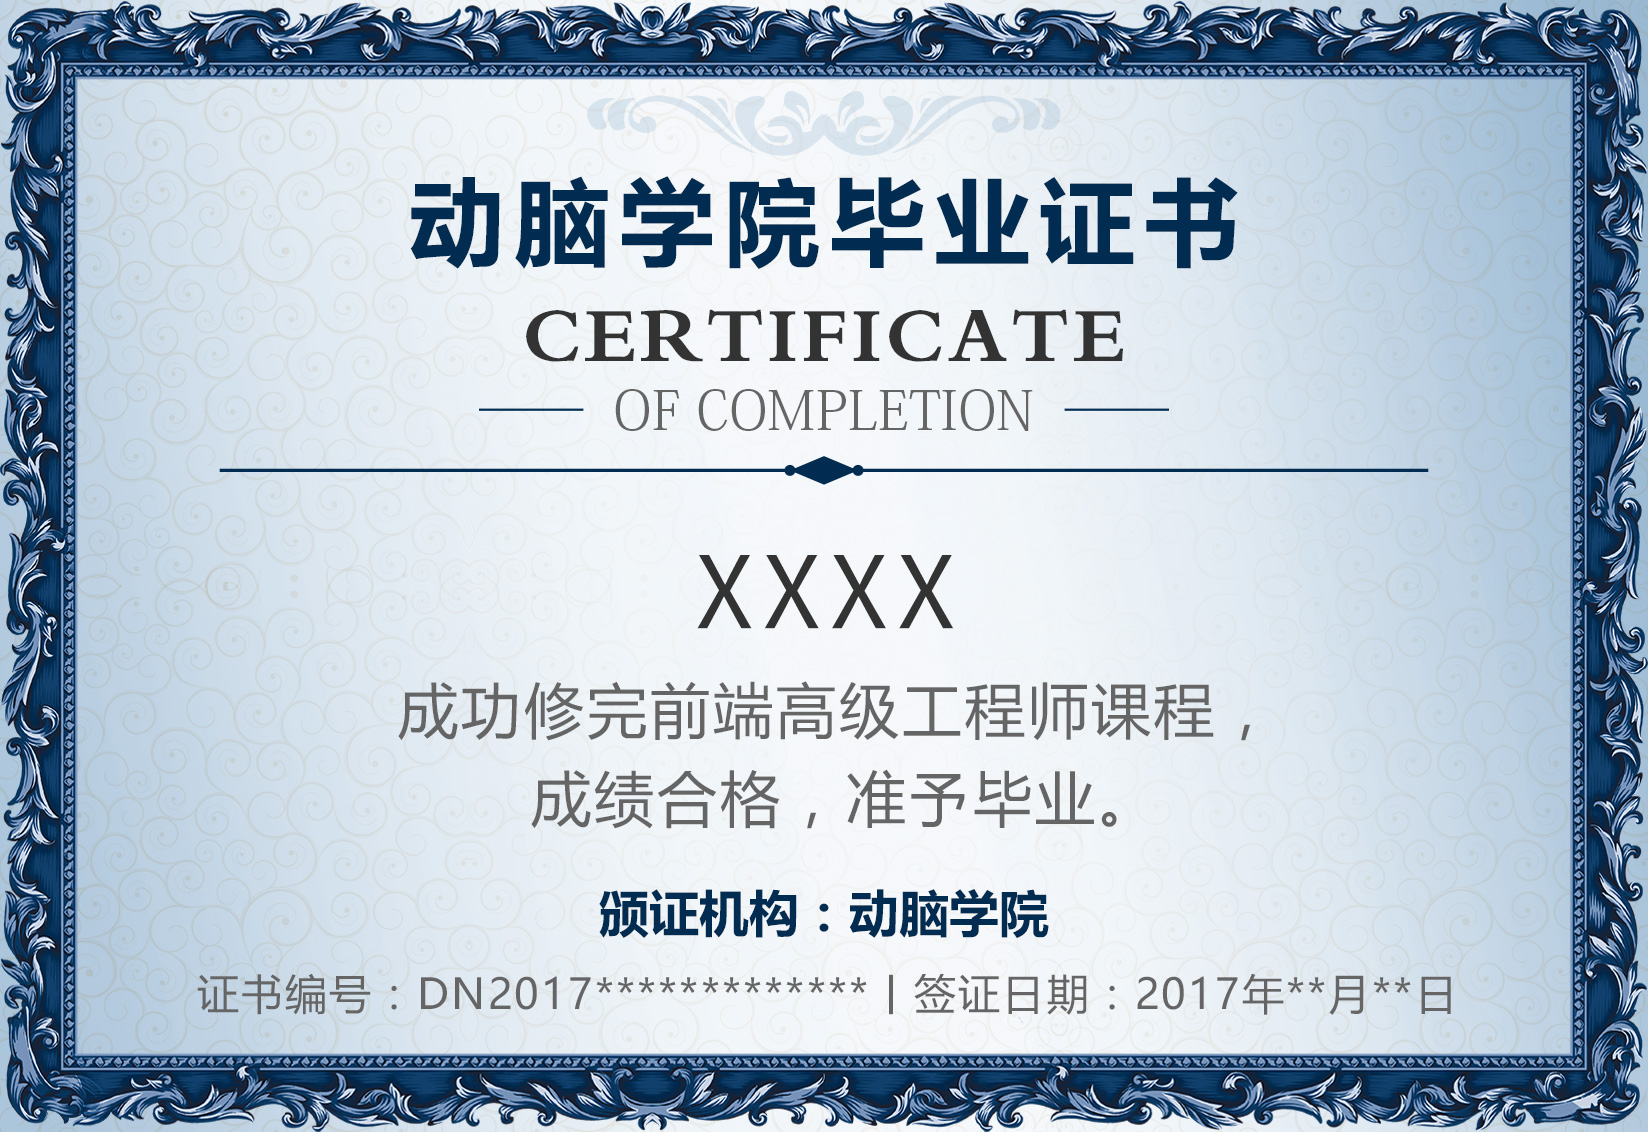 动脑学院毕业证书
CERTIFICATE
OF COMPLETION
XXXX
成功修完前端高级工程师课程，
成绩合格，准予毕业。
颁证机构：动脑学院
证书编号：DN2017************* | 签证日期：2017年**月**日